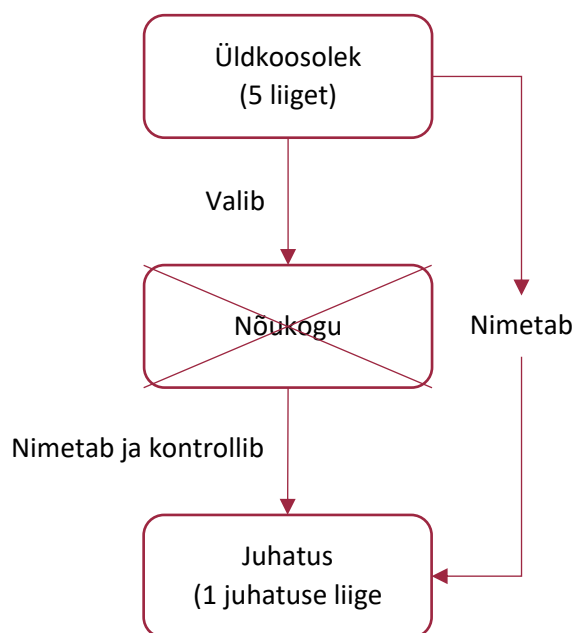 Üldkoosolek
(5 liiget)
Valib
Nõukogu
Nimetab
Nimetab ja kontrollib
Juhatus
(1 juhatuse liige